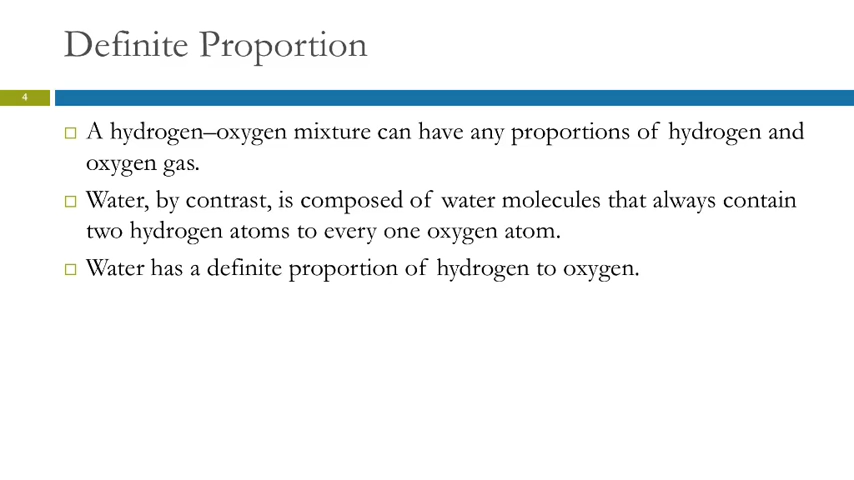 Definite Proportion
4
A hydrogen–oxygen mixture can have any proportions of hydrogen and
oxygen gas.
Water, by contrast, is composed of water molecules that always contain
two hydrogen atoms to every one oxygen atom.
Water has a definite proportion of hydrogen to oxygen.